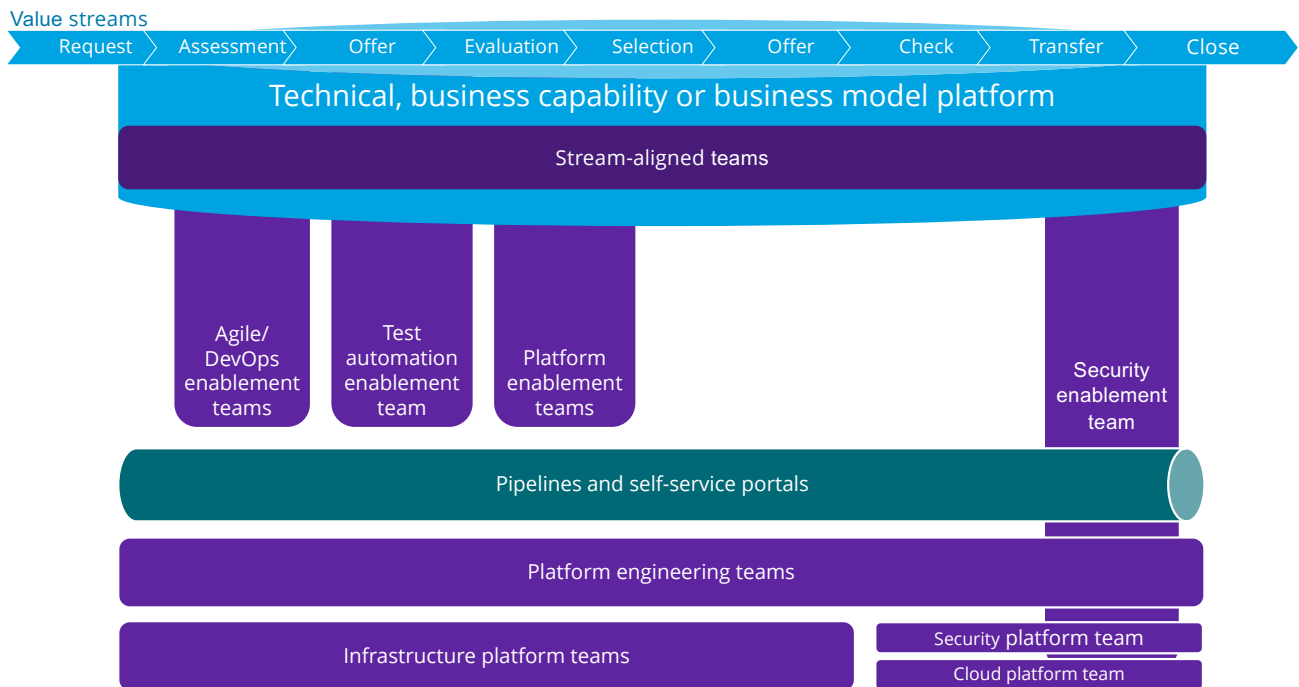 Value streams
Request Assessment Offer Evaluation Selection Offer Check Transfer Close
Technical, business capability or business model platform
Stream-aligned teams
Agile/
DevOps
enablement
teams
Test
automation
enablement
team
Platform
enablement
teams
Security
enablement
team
Pipelines and self-service portals
Platform engineering teams
Infrastructure platform teams
Security platform team
Cloud platform team